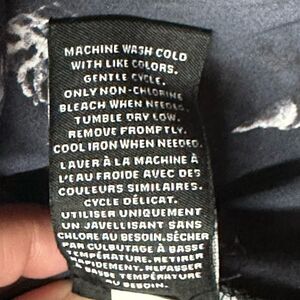 MACHINE WASH COLD
WITH LIKE COLORS.
GENTLE CYCLE.
ONLY NON-CHLORINE
BLEACH WHEN NEEDED.
TUMBLE DRY LOW.
REMOVE PROMPTLY.
COOL IRON WHEN NEEDED.
LAVER À LA MACHINE À
L'EAU FROIDE AVEC DES
COULEURS SIMILAIRES.
CYCLE DÉLICAT.
UTILISER UNIQUEMENT
UN JAVELLISANT SANS
CHLORE AU BESOIN. SÉCHER
PAR CULBUTAGE À BASSE
TEMPÉRATURE. RETIRER
RAPIDEMENT. REPASSER
À BASSE TEMPÉRATURE
AU BESOIN.